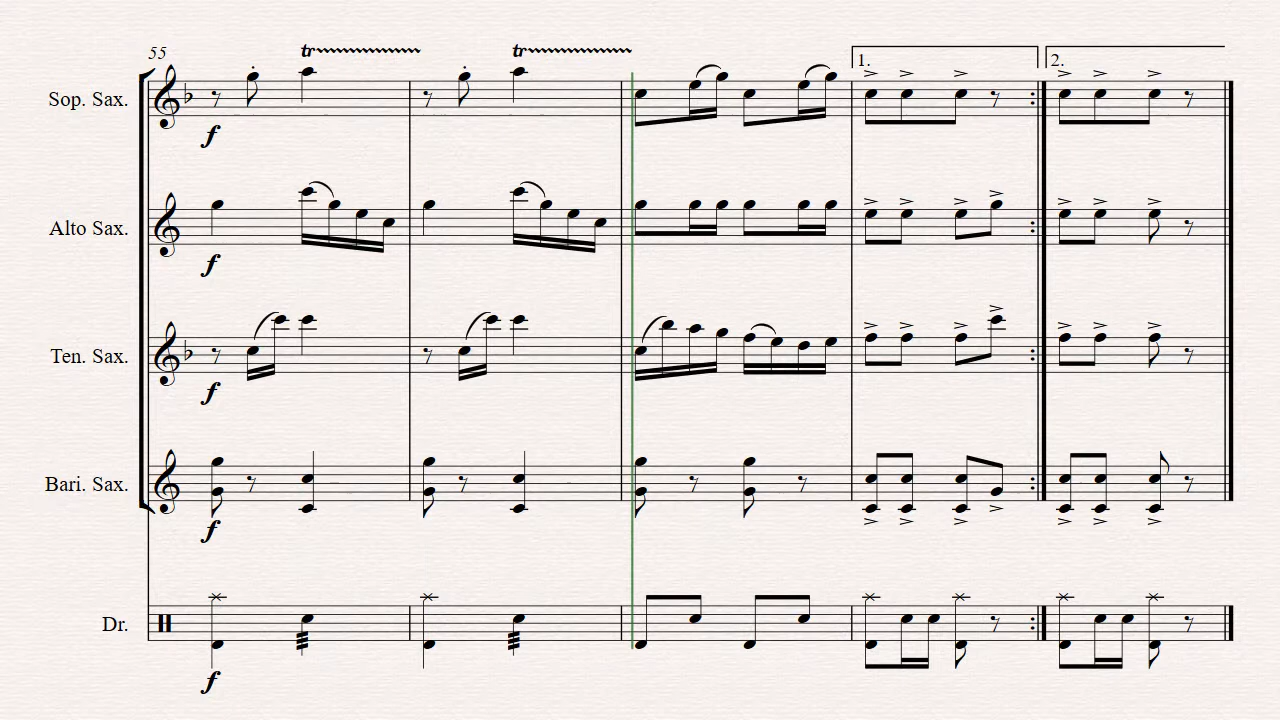 55
tr tr
1. 2.
Sop. Sax.
f
Alto Sax.
f
Ten. Sax.
f
Bari. Sax.
f
Dr.
f